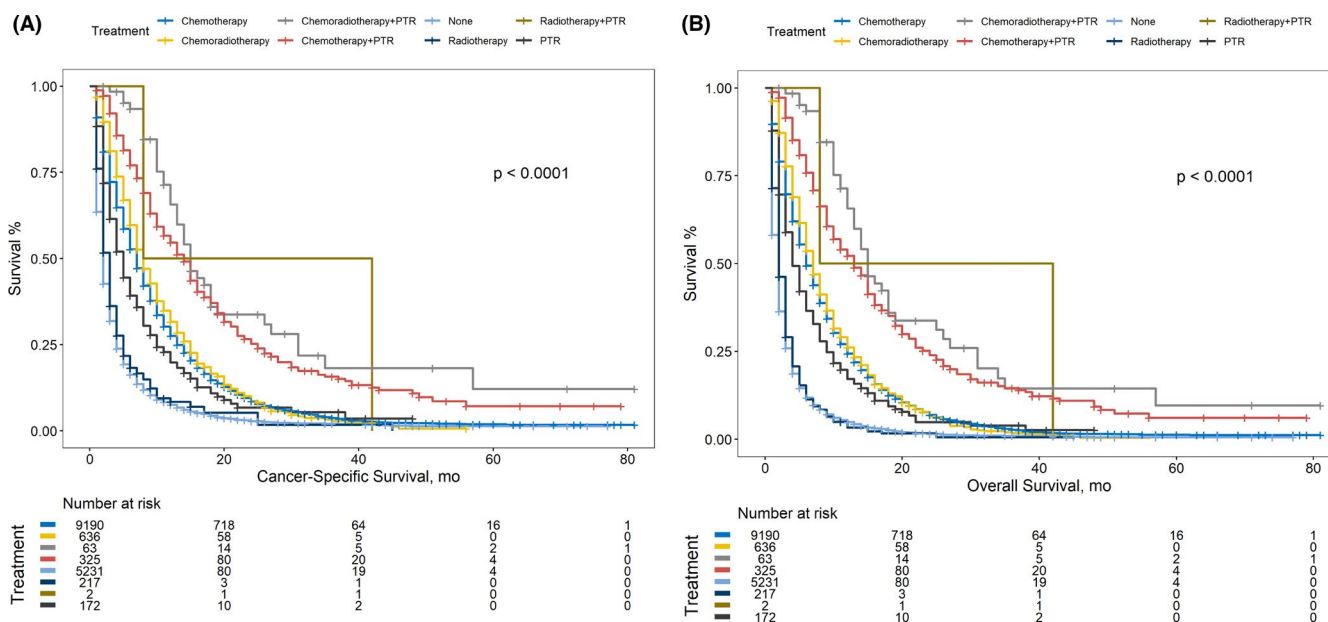 (A)
Treatment
Chemotherapy Chemoradiotherapy+PTR None Radiotherapy+PTR
Chemoradiotherapy Chemotherapy+PTR Radiotherapy PTR
1.00
0.75
0.50
0.25
0.00
Survival %
p < 0.0001
0 20 40 60 80
Cancer-Specific Survival, mo
Number at risk
Treatment
9190 718 64 16 1
636 58 5 0 0
63 14 5 2 1
325 80 20 4 0
5231 80 19 4 0
217 3 1 0 0
2 1 1 0 0
172 10 2 0 0
(B)
Treatment
Chemotherapy Chemoradiotherapy+PTR None Radiotherapy+PTR
Chemoradiotherapy Chemotherapy+PTR Radiotherapy PTR
1.00
0.75
0.50
0.25
0.00
Survival %
p < 0.0001
0 20 40 60 80
Overall Survival, mo
Number at risk
Treatment
9190 718 64 16 1
636 58 5 0 0
63 14 5 2 1
325 80 20 4 0
5231 80 19 4 0
217 3 1 0 0
2 1 1 0 0
172 10 2 0 0